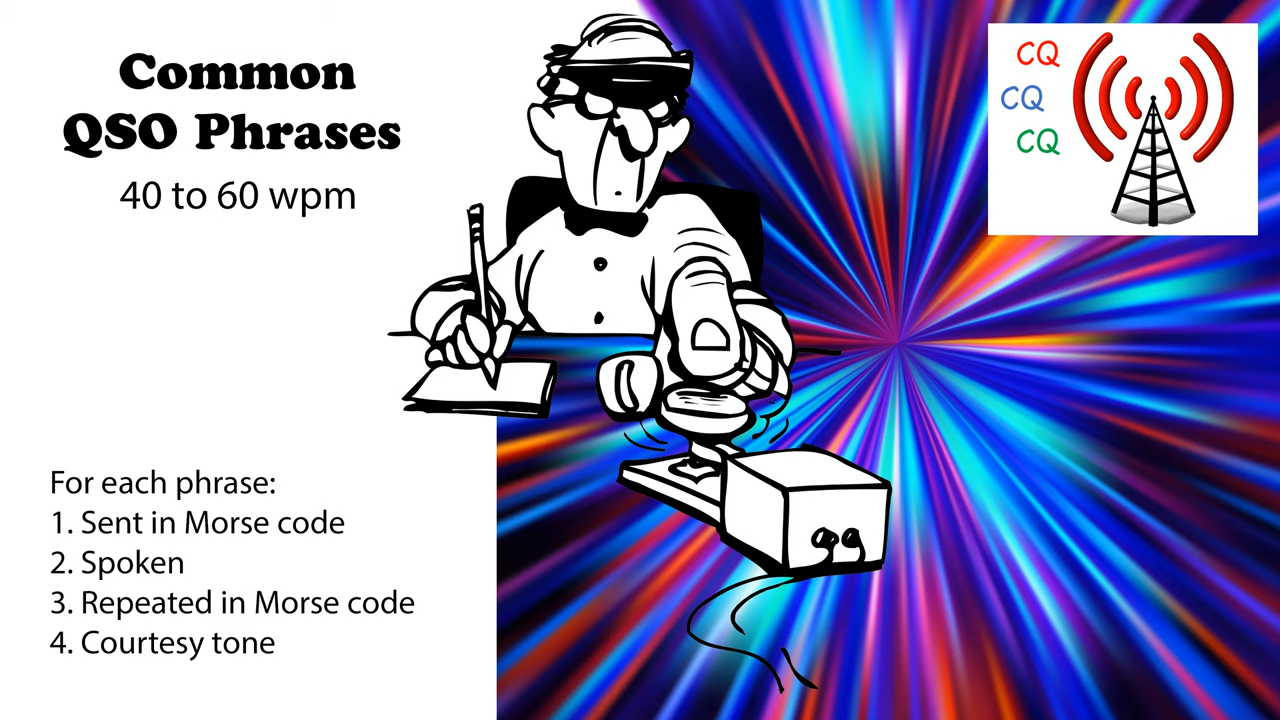 Common
QSO Phrases
40 to 60 wpm
CQ
CQ
CQ
For each phrase:
1. Sent in Morse code
2. Spoken
3. Repeated in Morse code
4. Courtesy tone